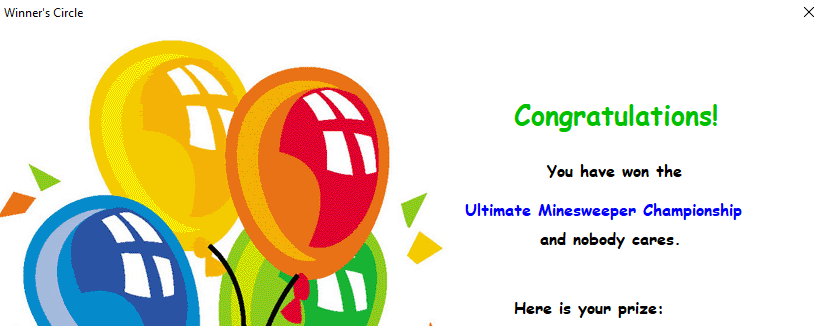 Winner's Circle
Congratulations!
You have won the
Ultimate Minesweeper Championship
and nobody cares.
Here is your prize: